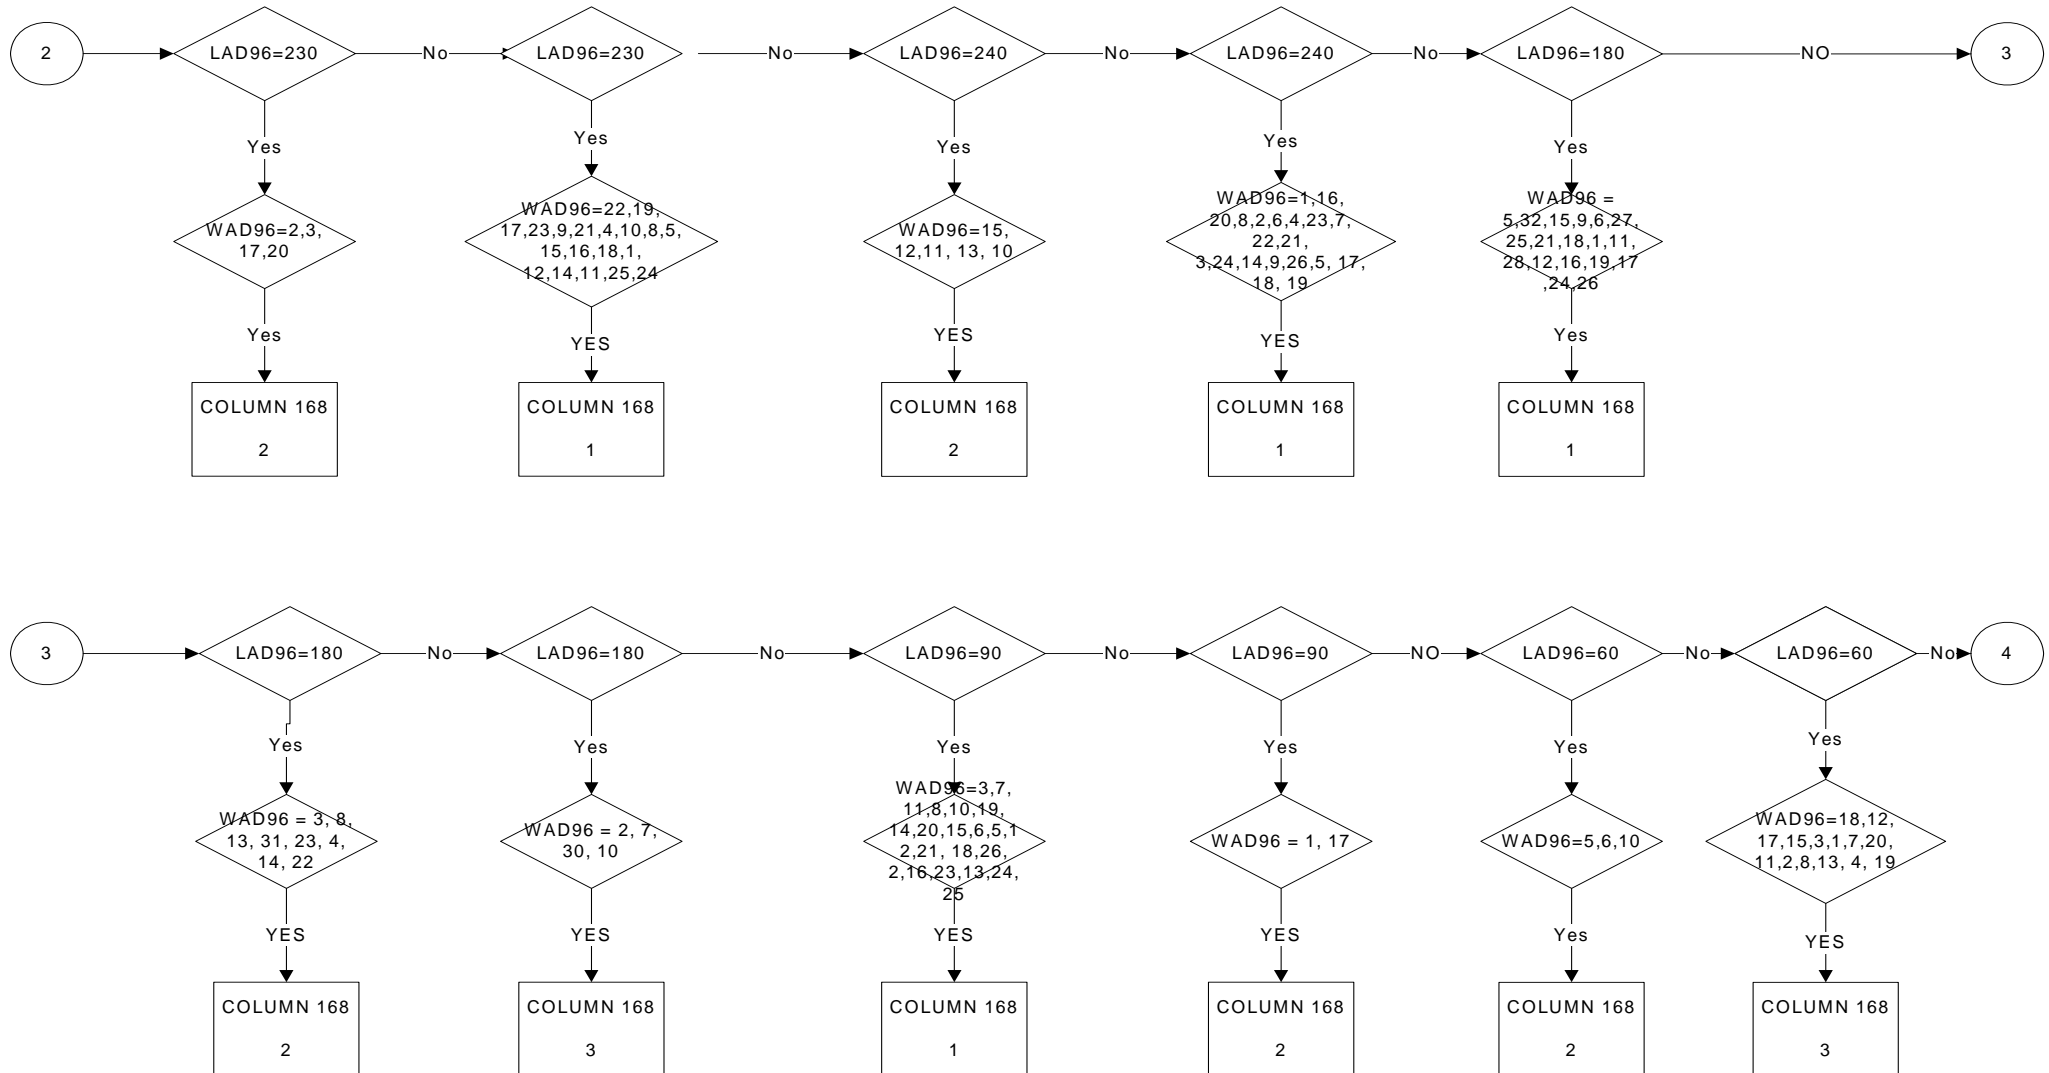 2
LAD96=230
No
LAD96=230
No
LAD96=240
No
LAD96=240
No
LAD96=180
NO
3
Yes
Yes
Yes
Yes
Yes
WAD96=2,3,
17,20
WAD96=22,19,
17,23,9,21,4,10,8,5,
15,16,18,1,
12,14,11,25,24
WAD96=15,
12,11, 13, 10
WAD96=1,16,
20,8,2,6,4,23,7,
22,21,
3,24,14,9,26,5, 17,
18, 19
WAD96 =
5,32,15,9,6,27,
25,21,18,1,11,
28,12,16,19,17
,24,26
Yes
YES
YES
YES
Yes
COLUMN 168
2
COLUMN 168
1
COLUMN 168
2
COLUMN 168
1
COLUMN 168
1
3
LAD96=180
No
LAD96=180
No
LAD96=90
No
LAD96=90
NO
LAD96=60
No
LAD96=60
No
4
Yes
Yes
Yes
Yes
Yes
Yes
WAD96 = 3, 8,
13, 31, 23, 4,
14, 22
WAD96 = 2, 7,
30, 10
WAD96=3,7,
11,8,10,19,
14,20,15,6,5,1
2,21, 18,26,
2,16,23,13,24,
25
WAD96 = 1, 17
WAD96=5,6,10
WAD96=18,12,
17,15,3,1,7,20,
11,2,8,13, 4, 19
YES
YES
YES
YES
Yes
YES
COLUMN 168
2
COLUMN 168
3
COLUMN 168
1
COLUMN 168
2
COLUMN 168
2
COLUMN 168
3